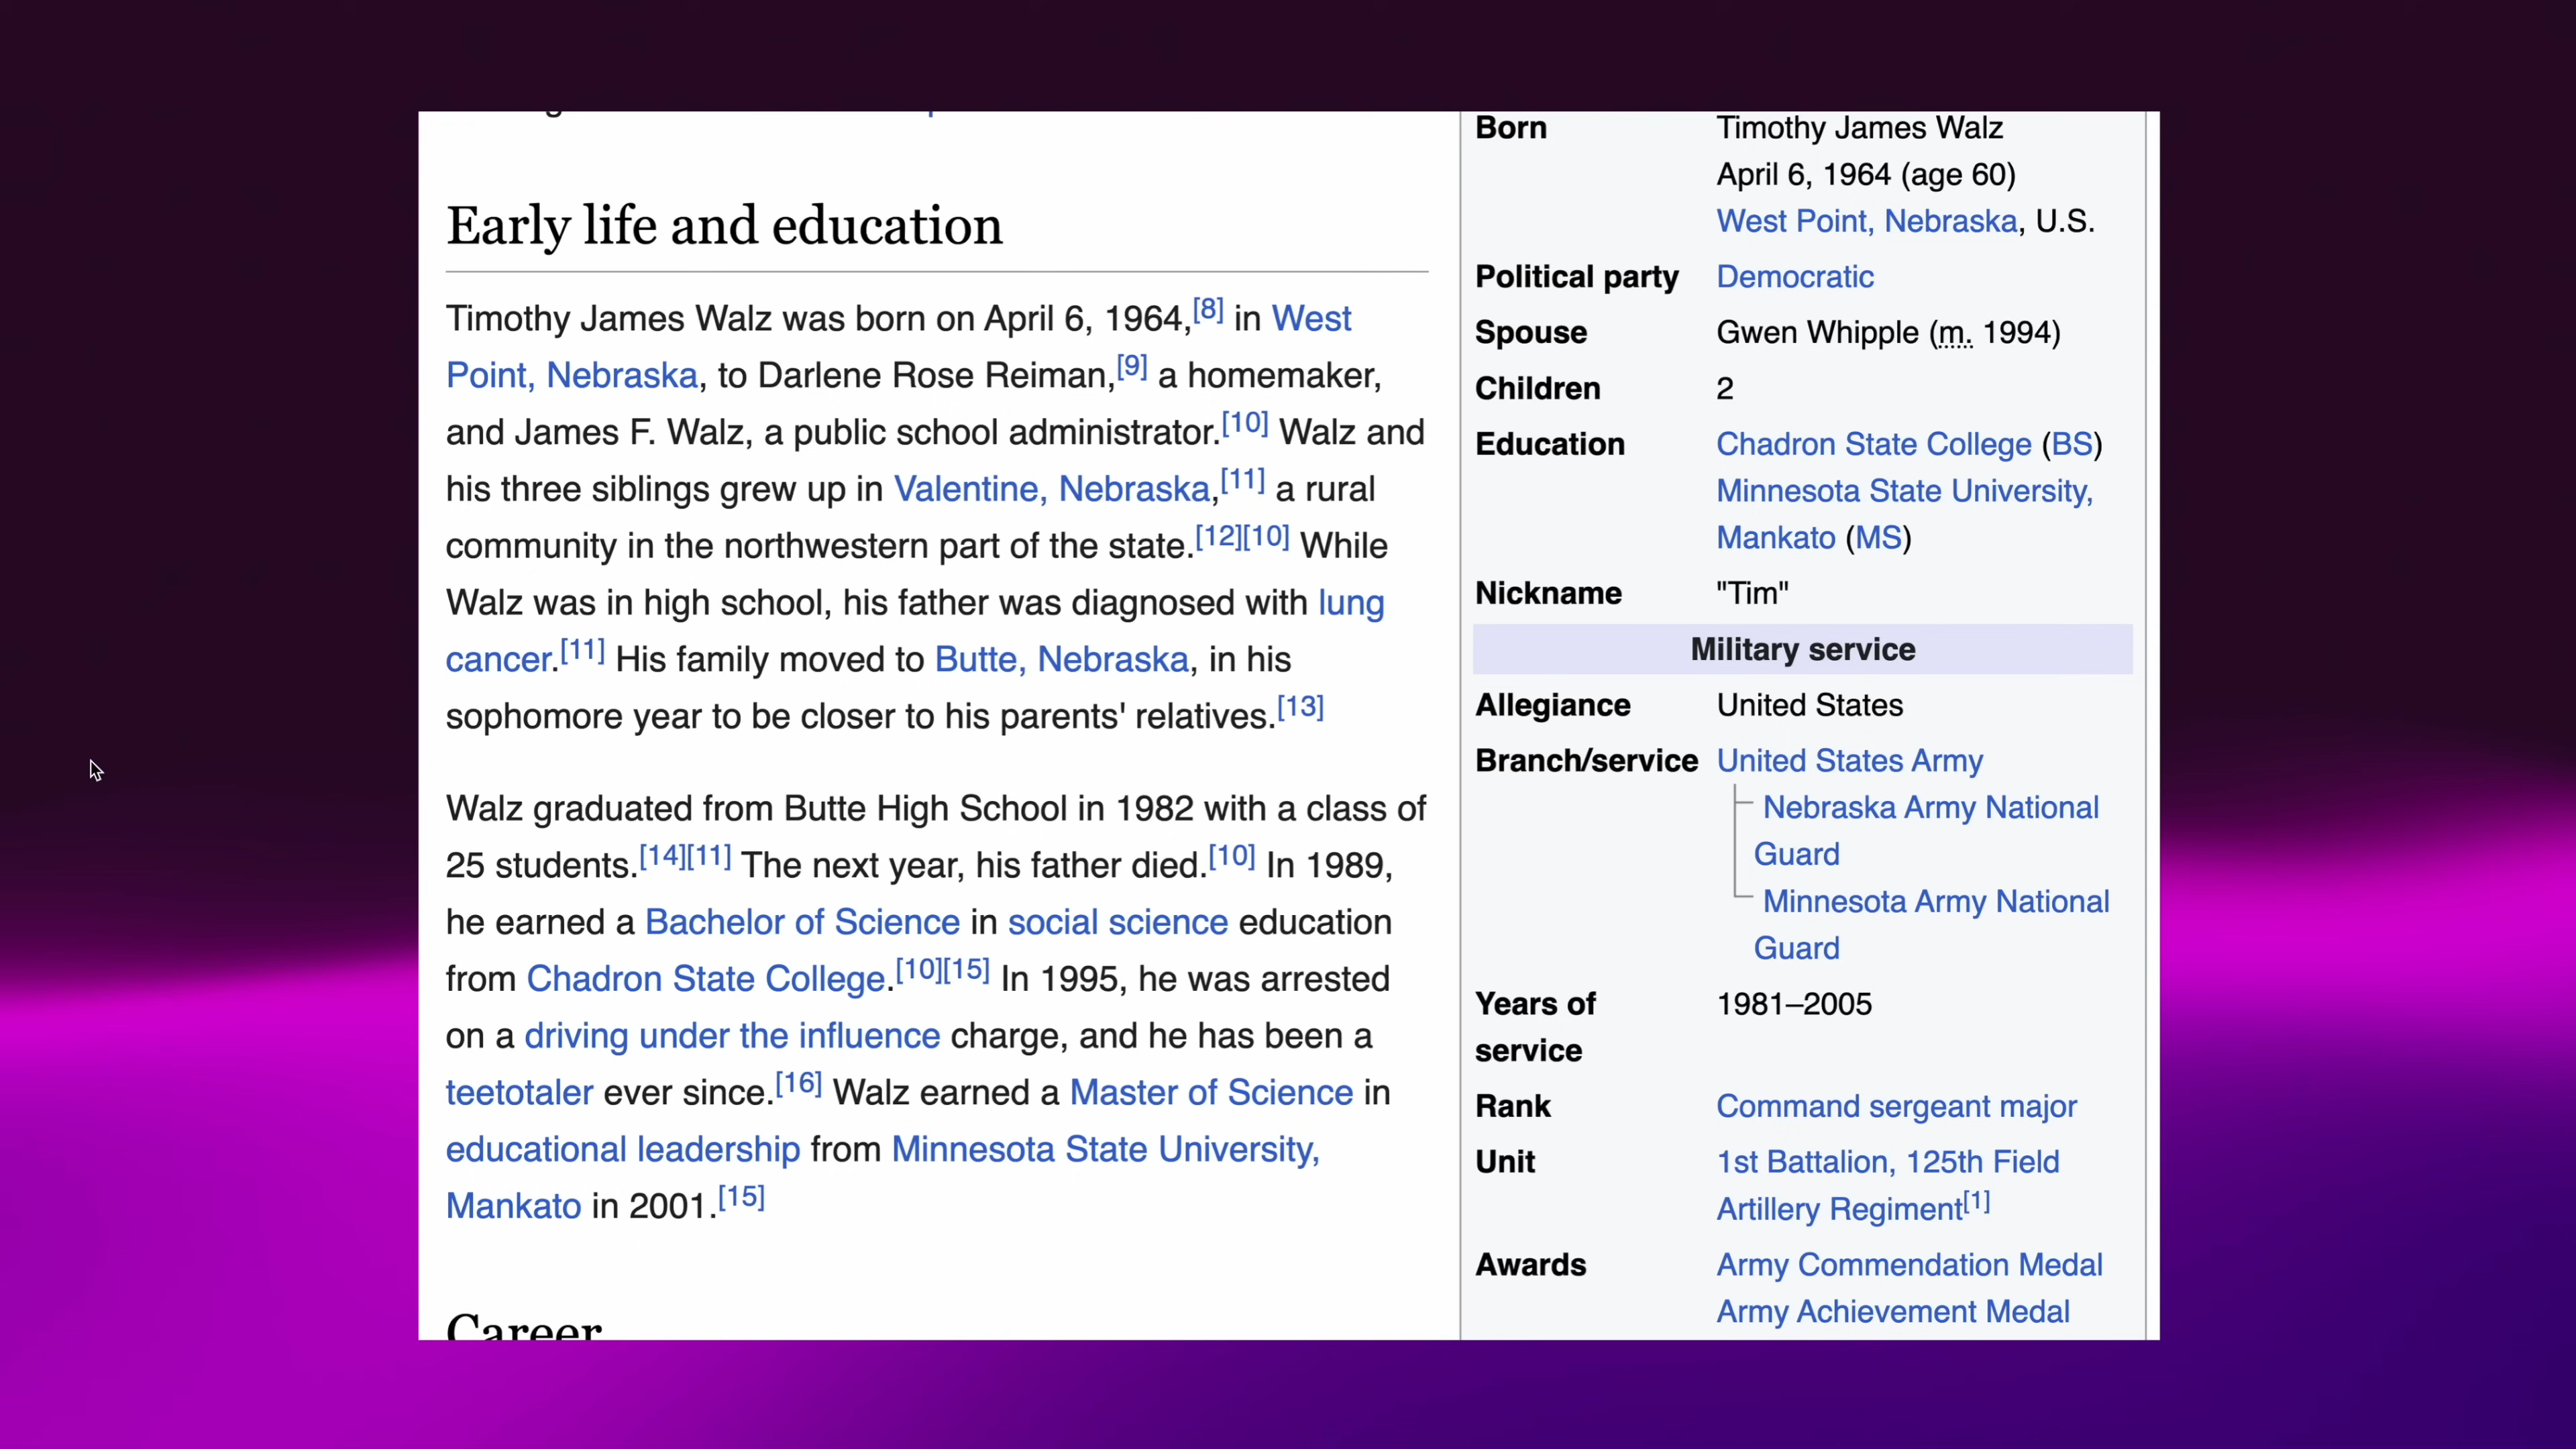 Early life and education
Timothy James Walz was born on April 6, 1964,[8] in West
Point, Nebraska, to Darlene Rose Reiman,[9] a homemaker,
and James F. Walz, a public school administrator.[10] Walz and
his three siblings grew up in Valentine, Nebraska,[11] a rural
community in the northwestern part of the state.[12][10] While
Walz was in high school, his father was diagnosed with lung
cancer.[11] His family moved to Butte, Nebraska, in his
sophomore year to be closer to his parents' relatives.[13]
Walz graduated from Butte High School in 1982 with a class of
25 students.[14][11] The next year, his father died.[10] In 1989,
he earned a Bachelor of Science in social science education
from Chadron State College.[10][15] In 1995, he was arrested
on a driving under the influence charge, and he has been a
teetotaler ever since.[16] Walz earned a Master of Science in
educational leadership from Minnesota State University,
Mankato in 2001.[15]
Career
Born Timothy James Walz
April 6, 1964 (age 60)
West Point, Nebraska, U.S.
Political party Democratic
Spouse Gwen Whipple (m. 1994)
Children 2
Education Chadron State College (BS)
Minnesota State University,
Mankato (MS)
Nickname "Tim"
Military service
Allegiance United States
Branch/service United States Army
Nebraska Army National
Guard
Minnesota Army National
Guard
Years of 1981–2005
service
Rank Command sergeant major
Unit 1st Battalion, 125th Field
Artillery Regiment[1]
Awards Army Commendation Medal
Army Achievement Medal